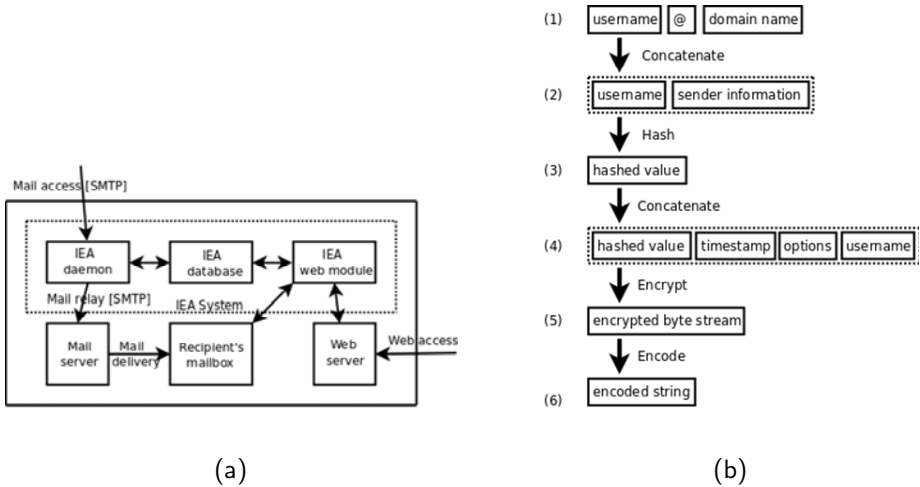 Mail access [SMTP]
IEA
daemon
IEA
database
IEA
web module
Mail relay [SMTP]
IEA System
Mail
server
Mail
delivery
Recipient's
mailbox
Web
server
Web access
(a)
(1) username @ domain name
Concatenate
(2) username sender information
Hash
(3) hashed value
Concatenate
(4) hashed value timestamp options username
Encrypt
(5) encrypted byte stream
Encode
(6) encoded string
(b)